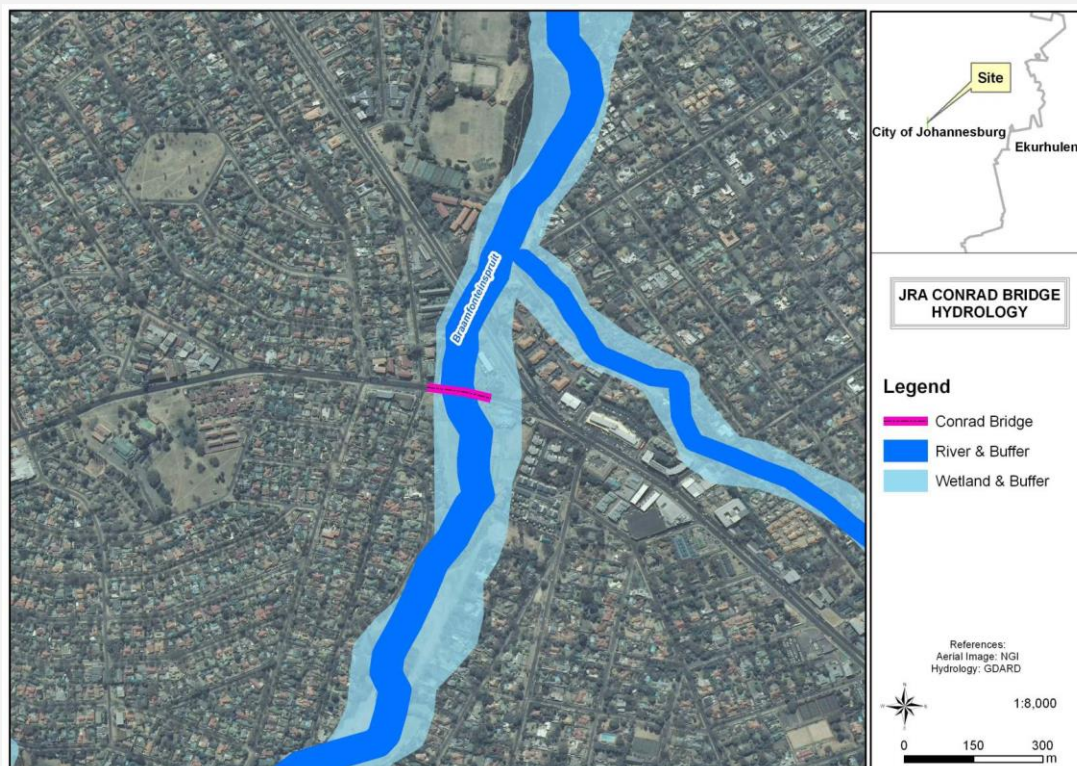 Braamfonteinspruit
Site
City of Johannesburg
Ekurhulen
JRA CONRAD BRIDGE
HYDROLOGY
Legend
Conrad Bridge
River & Buffer
Wetland & Buffer
References:
Aerial Image: NGI
Hydrology: GDARD
N
W E
S
1:8,000
0 150 300
m